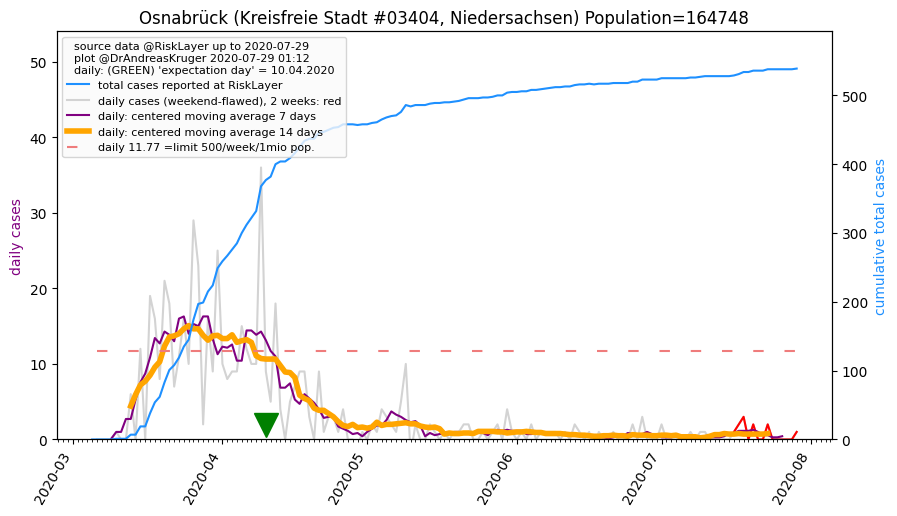 Osnabrück (Kreisfreie Stadt #03404, Niedersachsen) Population=164748
source data @RiskLayer up to 2020-07-29
plot @DrAndreasKruger 2020-07-29 01:12
daily: (GREEN) 'expectation day' = 10.04.2020
total cases reported at RiskLayer
daily cases (weekend-flawed), 2 weeks: red
daily: centered moving average 7 days
daily: centered moving average 14 days
daily 11.77 =limit 500/week/1mio pop.
daily cases
50
40
30
20
10
0
cumulative total cases
500
400
300
200
100
0
2020-03
2020-04
2020-05
2020-06
2020-07
2020-08